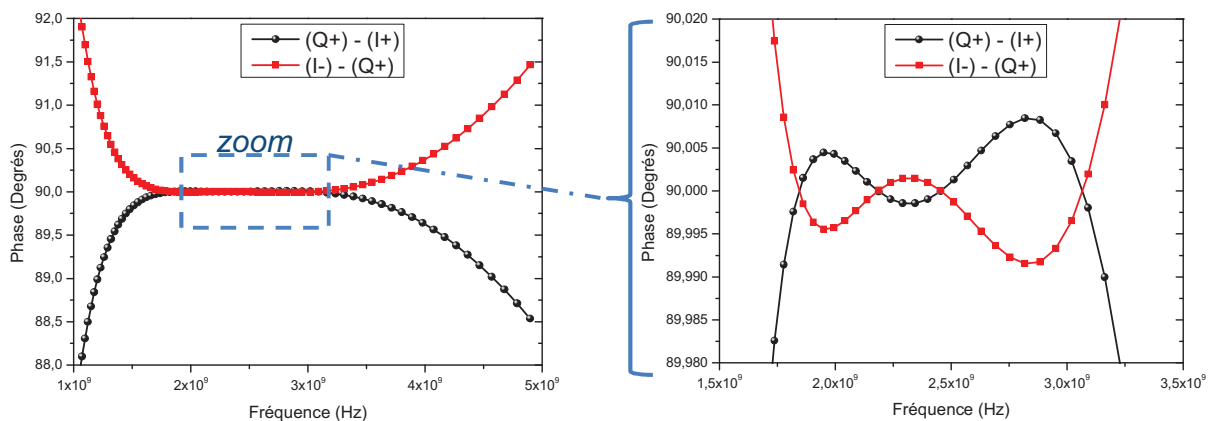 92,0
91,5
91,0
90,5
90,0
89,5
89,0
88,5
88,0
Phase (Degrés)
(Q+) - (I+)
(I-) - (Q+)
zoom
1x10⁹
2x10⁹
3x10⁹
4x10⁹
5x10⁹
Fréquence (Hz)
90,020
90,015
90,010
90,005
90,000
89,995
89,990
89,985
89,980
Phase (Degrés)
(Q+) - (I+)
(I-) - (Q+)
1,5x10⁹
2,0x10⁹
2,5x10⁹
3,0x10⁹
3,5x10⁹
Fréquence (Hz)